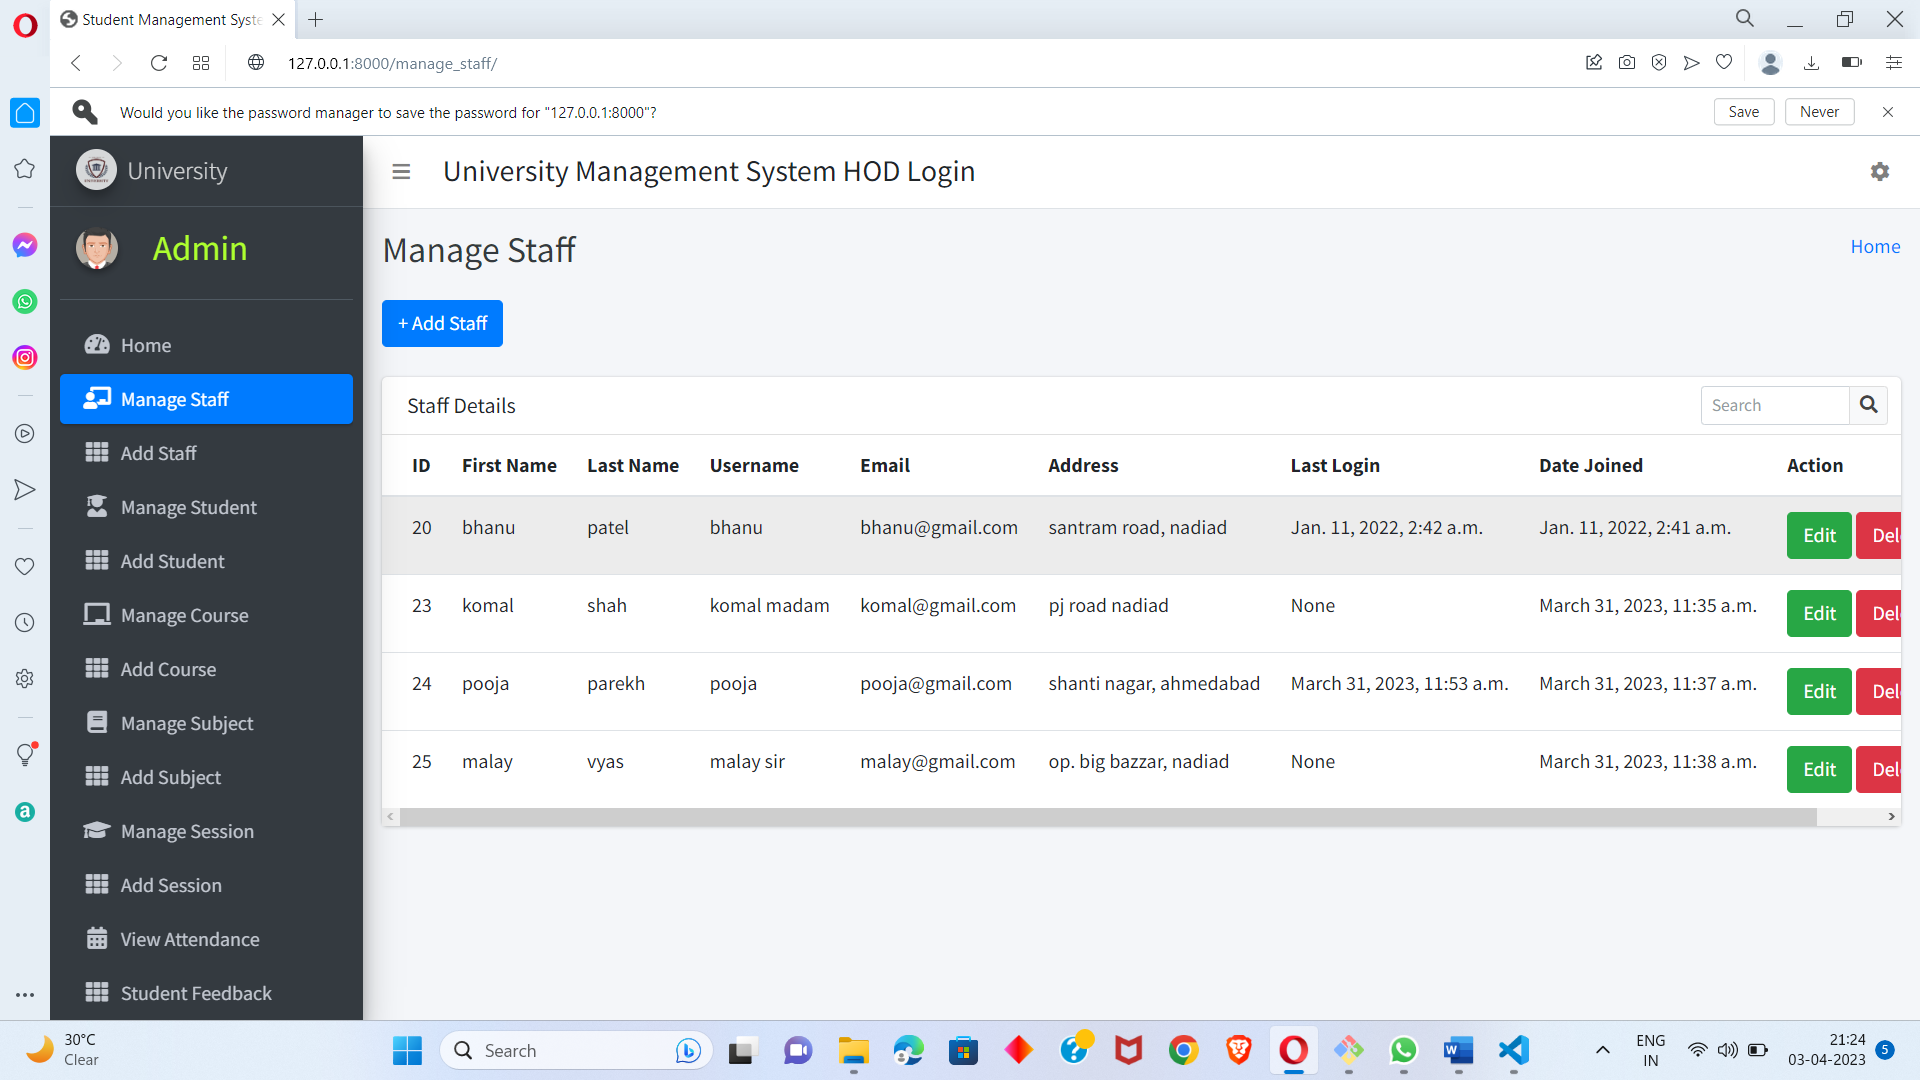 Student Management Syste
127.0.0.1:8000/manage_staff/
Would you like the password manager to save the password for "127.0.0.1:8000"?
Save
Never
University
University Management System HOD Login
Admin
Manage Staff
Home
+ Add Staff
Home
Manage Staff
Add Staff
Manage Student
Add Student
Manage Course
Add Course
Manage Subject
Add Subject
Manage Session
Add Session
View Attendance
Student Feedback
Staff Details
Search
ID First Name Last Name Username Email Address Last Login Date Joined Action
20 bhanu patel bhanu bhanu@gmail.com santram road, nadiad Jan. 11, 2022, 2:42 a.m. Jan. 11, 2022, 2:41 a.m. Edit Del
23 komal shah komal madam komal@gmail.com pj road nadiad None March 31, 2023, 11:35 a.m. Edit Del
24 pooja parekh pooja pooja@gmail.com shanti nagar, ahmedabad March 31, 2023, 11:53 a.m. March 31, 2023, 11:37 a.m. Edit Del
25 malay vyas malay sir malay@gmail.com op. big bazzar, nadiad None March 31, 2023, 11:38 a.m. Edit Del
30°C
Clear
Search
ENG
IN
21:24
03-04-2023
5